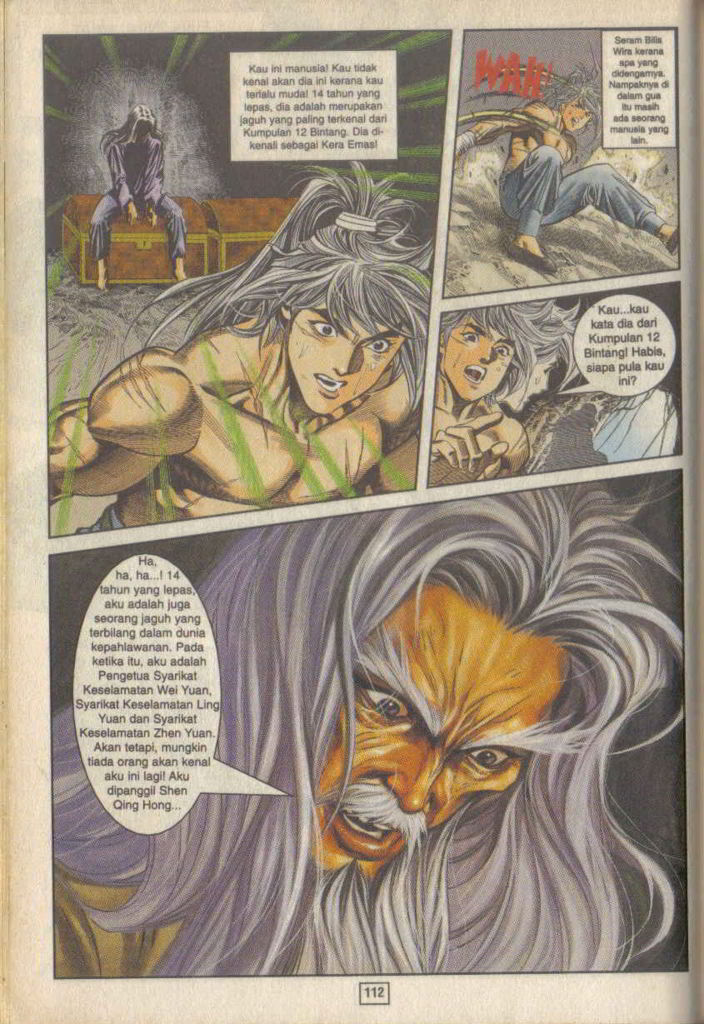 Kau ini manusia! Kau tidak
kenal akan dia ini kerana kau
terlalu muda! 14 tahun yang
lepas, dia adalah merupakan
jaguh yang paling terkenal dari
Kumpulan 12 Bintang. Dia di-
kenali sebagai Kera Emas!
Seram Bilis
Wira kerana
apa yang
didengarnya.
Nampaknya di
dalam gua
itu masih
ada seorang
manusia yang
lain.
WAH!
Kau...kau
kata dia dari
Kumpulan 12
Bintang! Habis,
siapa pula kau
ini?
Ha,
ha, ha...! 14
tahun yang lepas,
aku adalah juga
seorang jaguh yang
terbilang dalam dunia
kepahlawanan. Pada
ketika itu, aku adalah
Pengetua Syarikat
Keselamatan Wei Yuan,
Syarikat Keselamatan Ling
Yuan dan Syarikat
Keselamatan Zhen Yuan.
Akan tetapi, mungkin
tiada orang akan kenal
aku ini lagi! Aku
dipanggil Shen
Qing Hong...
112